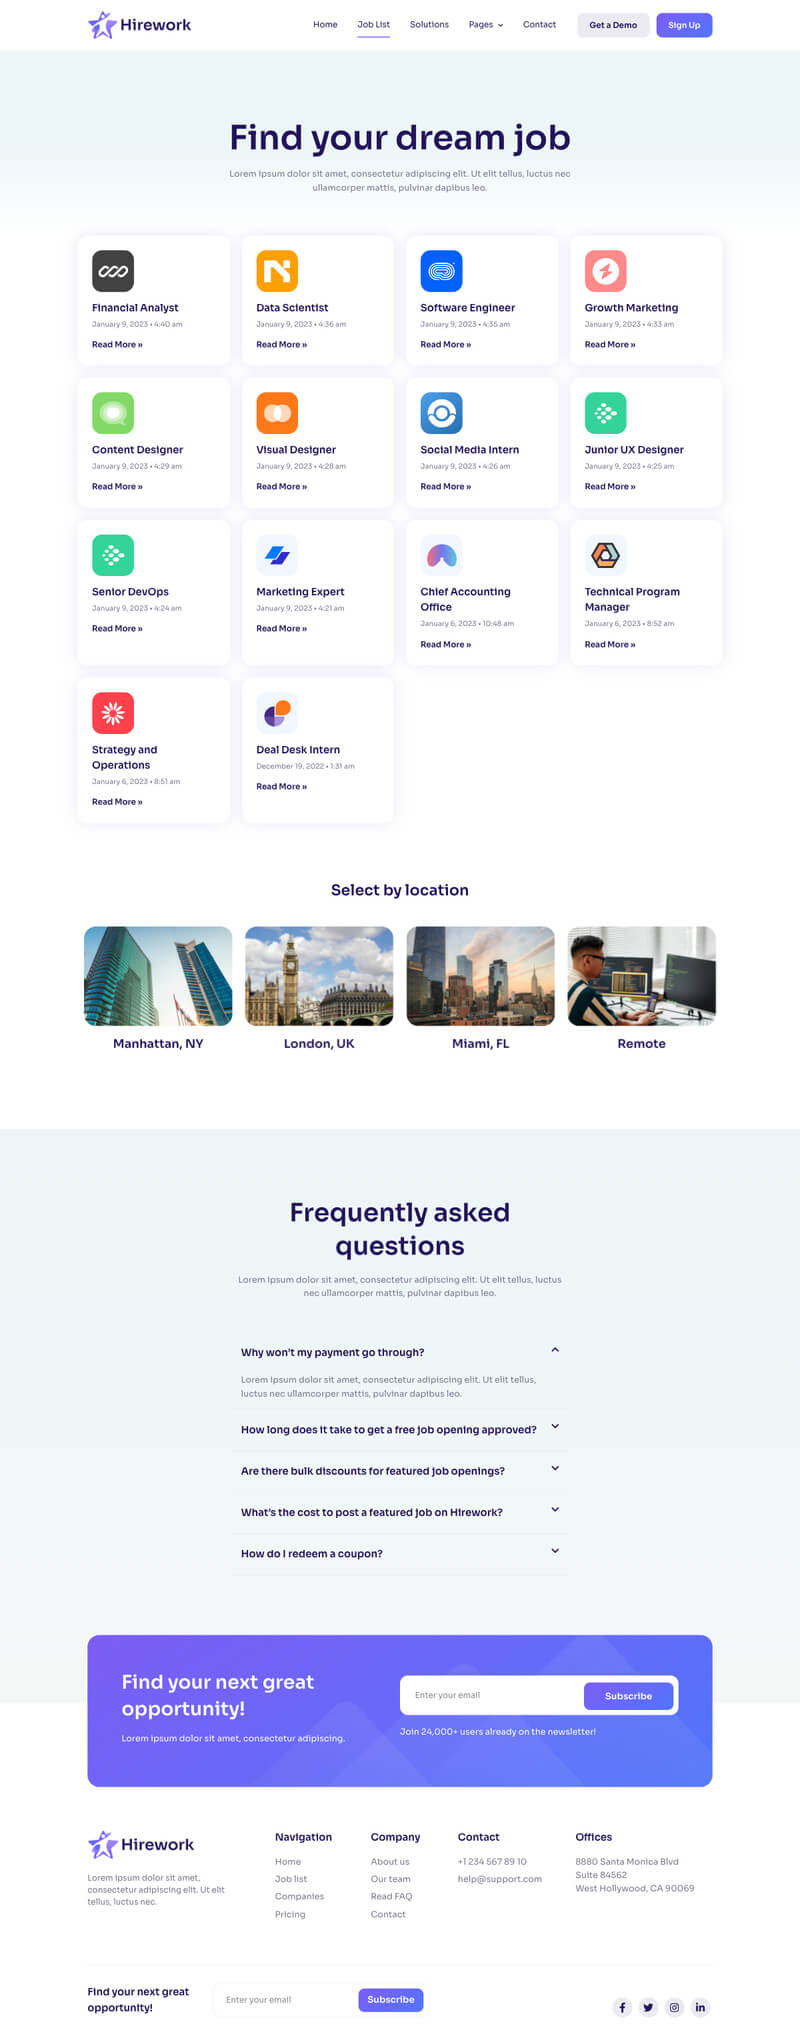 Hirework
Home
Job List
Solutions
Pages
Contact
Get a Demo
Sign Up
Find your dream job
Lorem ipsum dolor sit amet, consectetur adipiscing elit. Ut elit tellus, luctus nec
ullamcorper mattis, pulvinar dapibus leo.
Financial Analyst
January 9, 2023 • 4:40 am
Read More »
Data Scientist
January 9, 2023 • 4:36 am
Read More »
Software Engineer
January 9, 2023 • 4:35 am
Read More »
Growth Marketing
January 9, 2023 • 4:33 am
Read More »
Content Designer
January 9, 2023 • 4:29 am
Read More »
Visual Designer
January 9, 2023 • 4:28 am
Read More »
Social Media Intern
January 9, 2023 • 4:26 am
Read More »
Junior UX Designer
January 9, 2023 • 4:25 am
Read More »
Senior DevOps
January 9, 2023 • 4:24 am
Read More »
Marketing Expert
January 9, 2023 • 4:21 am
Read More »
Chief Accounting
Office
January 6, 2023 • 10:48 am
Read More »
Technical Program
Manager
January 6, 2023 • 8:52 am
Read More »
Strategy and
Operations
January 6, 2023 • 8:51 am
Read More »
Deal Desk Intern
December 19, 2022 • 1:31 am
Read More »
Select by location
Manhattan, NY
London, UK
Miami, FL
Remote
Frequently asked
questions
Lorem ipsum dolor sit amet, consectetur adipiscing elit. Ut elit tellus, luctus
nec ullamcorper mattis, pulvinar dapibus leo.
Why won't my payment go through?
Lorem ipsum dolor sit amet, consectetur adipiscing elit. Ut elit tellus,
luctus nec ullamcorper mattis, pulvinar dapibus leo.
How long does it take to get a free job opening approved?
Are there bulk discounts for featured job openings?
What's the cost to post a featured job on Hirework?
How do I redeem a coupon?
Find your next great
opportunity!
Lorem ipsum dolor sit amet, consectetur adipiscing.
Enter your email
Subscribe
Join 24,000+ users already on the newsletter!
Hirework
Lorem ipsum dolor sit amet,
consectetur adipiscing elit. Ut elit
tellus, luctus nec.
Navigation
Home
Job list
Companies
Pricing
Company
About us
Our team
Read FAQ
Contact
Contact
+1 234 567 89 10
help@support.com
Offices
8880 Santa Monica Blvd
Suite 84562
West Hollywood, CA 90069
Find your next great
opportunity!
Enter your email
Subscribe